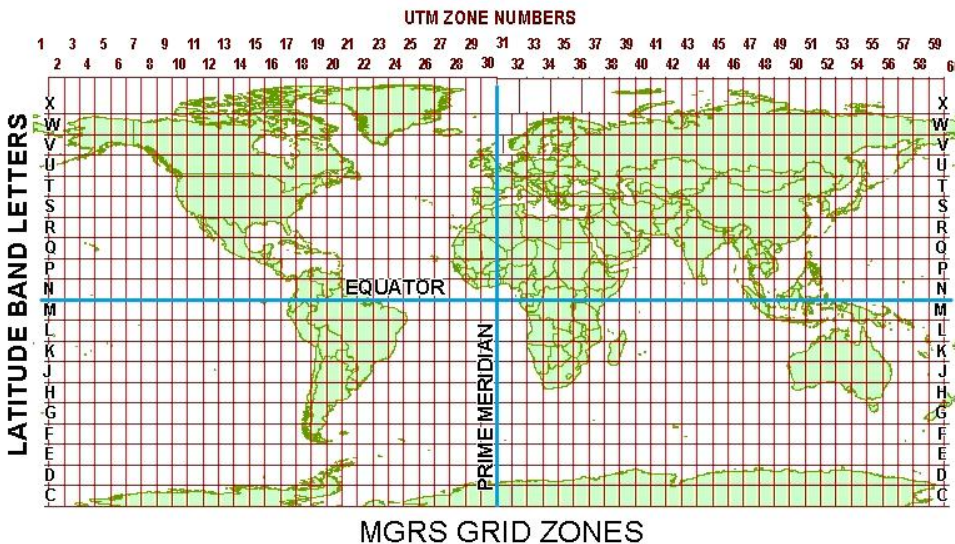 UTM ZONE NUMBERS
1 3 5 7 9 11 13 15 17 19 21 23 25 27 29 31 33 35 37 39 41 43 45 47 49 51 53 55 57 59
2 4 6 8 10 12 14 16 18 20 22 24 26 28 30 32 34 36 38 40 42 44 46 48 50 52 54 56 58 60
LATITUDE BAND LETTERS
X X
W W
V V
U U
T T
S S
R R
Q Q
P P
N N
EQUATOR
M M
L L
K K
J J
H H
G G
F F
E E
D D
C C
PRIME MERIDIAN
MGRS GRID ZONES